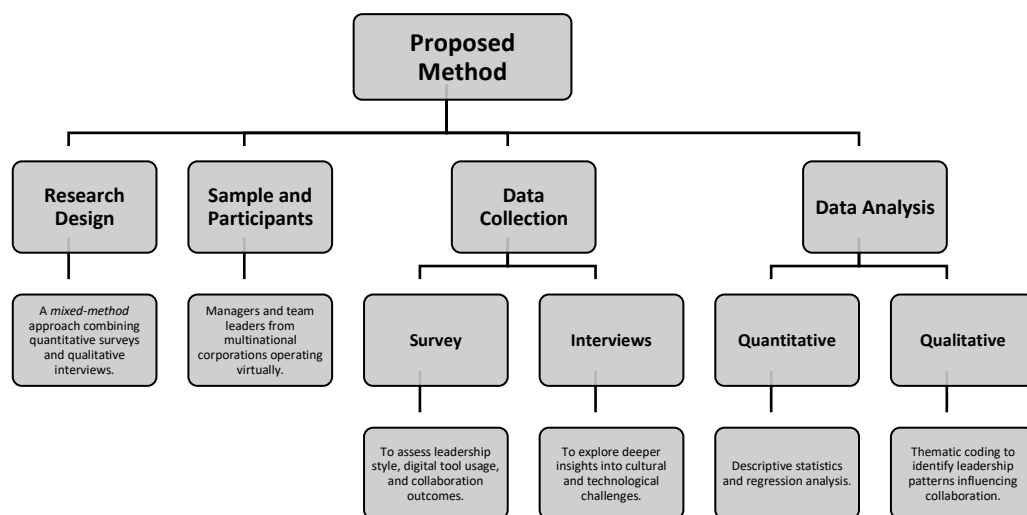 Proposed
Method
Research
Design
Sample and
Participants
Data
Collection
Data Analysis
A mixed-method
approach combining
quantitative surveys
and qualitative
interviews.
Managers and team
leaders from
multinational
corporations operating
virtually.
Survey
Interviews
Quantitative
Qualitative
To assess leadership
style, digital tool usage,
and collaboration
outcomes.
To explore deeper
insights into cultural
and technological
challenges.
Descriptive statistics
and regression analysis.
Thematic coding to
identify leadership
patterns influencing
collaboration.